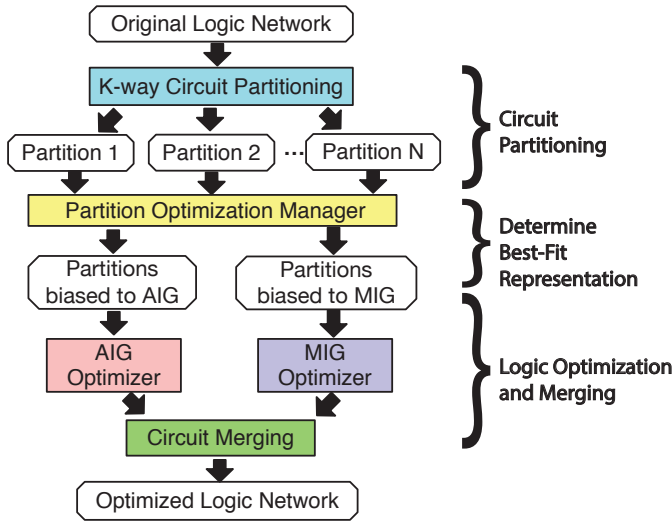 Original Logic Network
K-way Circuit Partitioning
Partition 1
Partition 2
...
Partition N
Circuit
Partitioning
Partition Optimization Manager
Determine
Best-Fit
Representation
Partitions
biased to AIG
Partitions
biased to MIG
AIG
Optimizer
MIG
Optimizer
Logic Optimization
and Merging
Circuit Merging
Optimized Logic Network